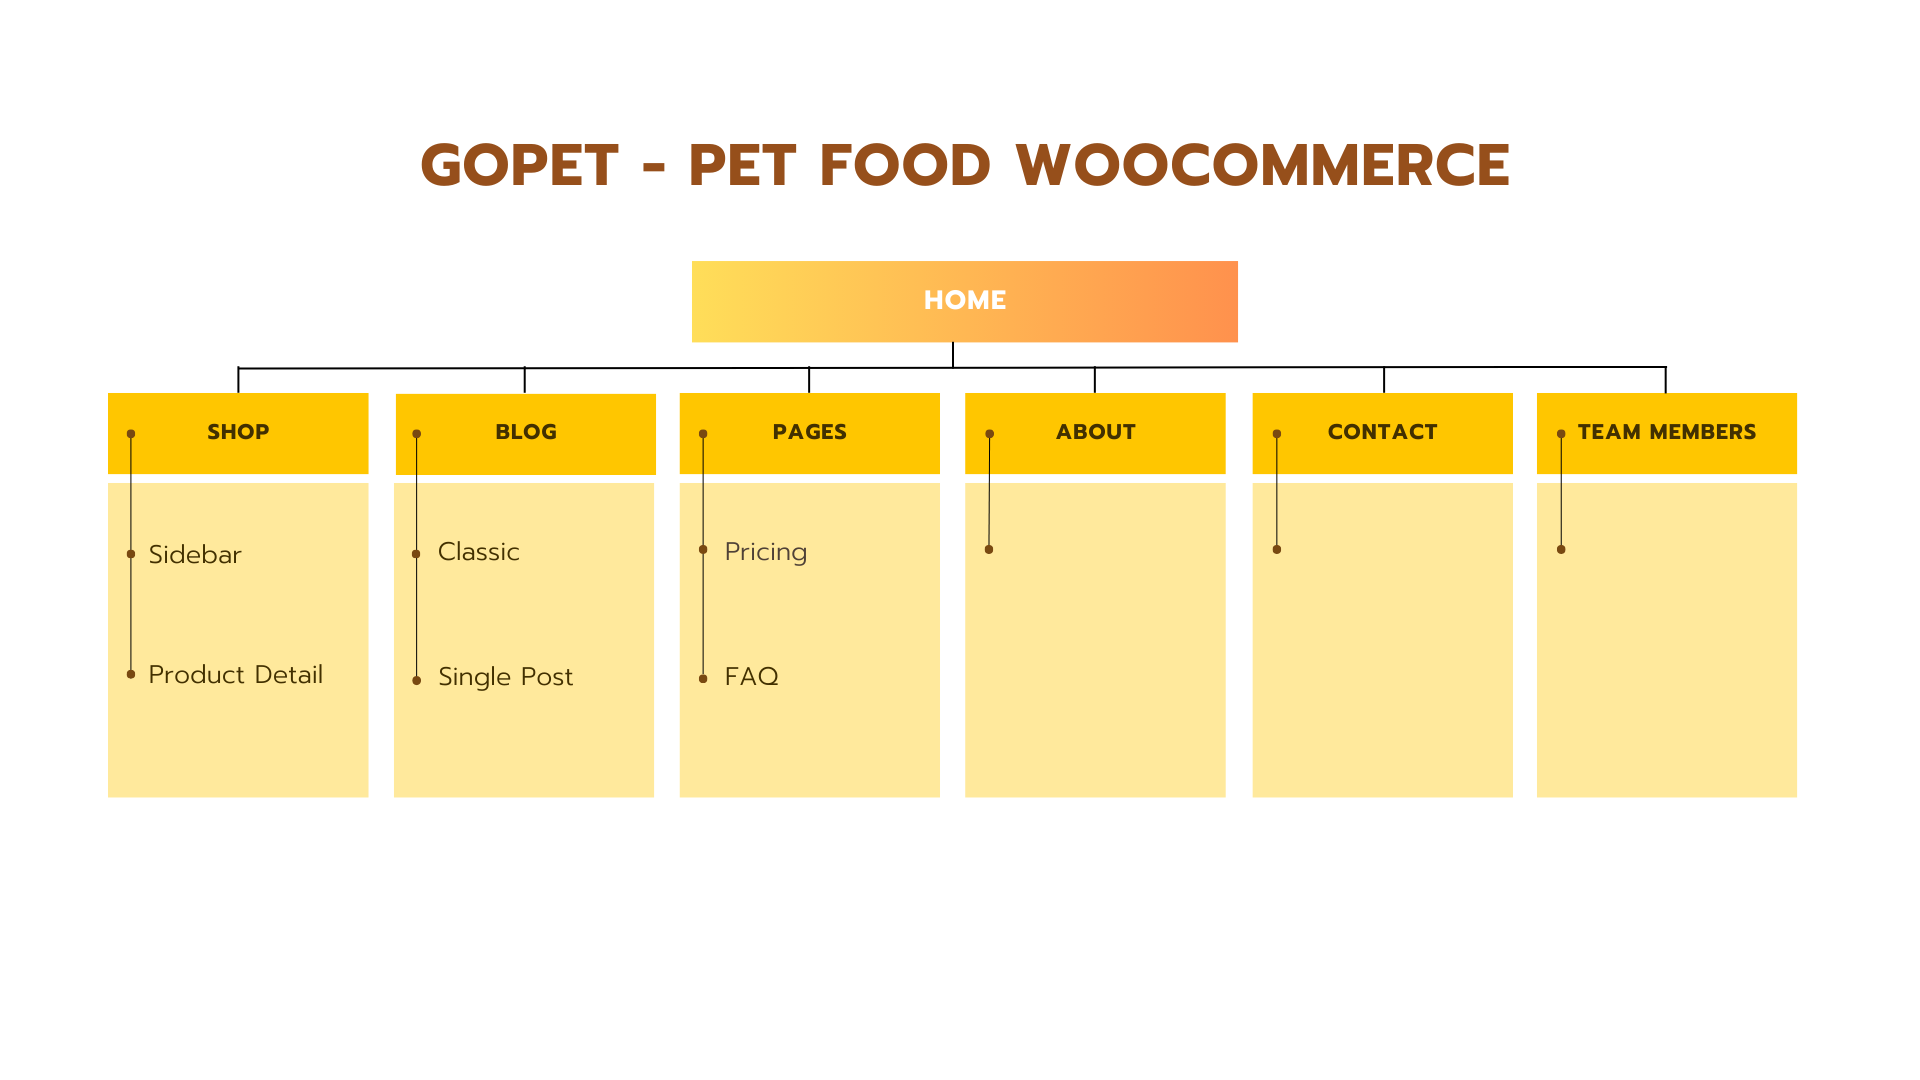 GOPET - PET FOOD WOOCOMMERCE
HOME
SHOP
BLOG
PAGES
ABOUT
CONTACT
TEAM MEMBERS
Sidebar
Product Detail
Classic
Single Post
Pricing
FAQ